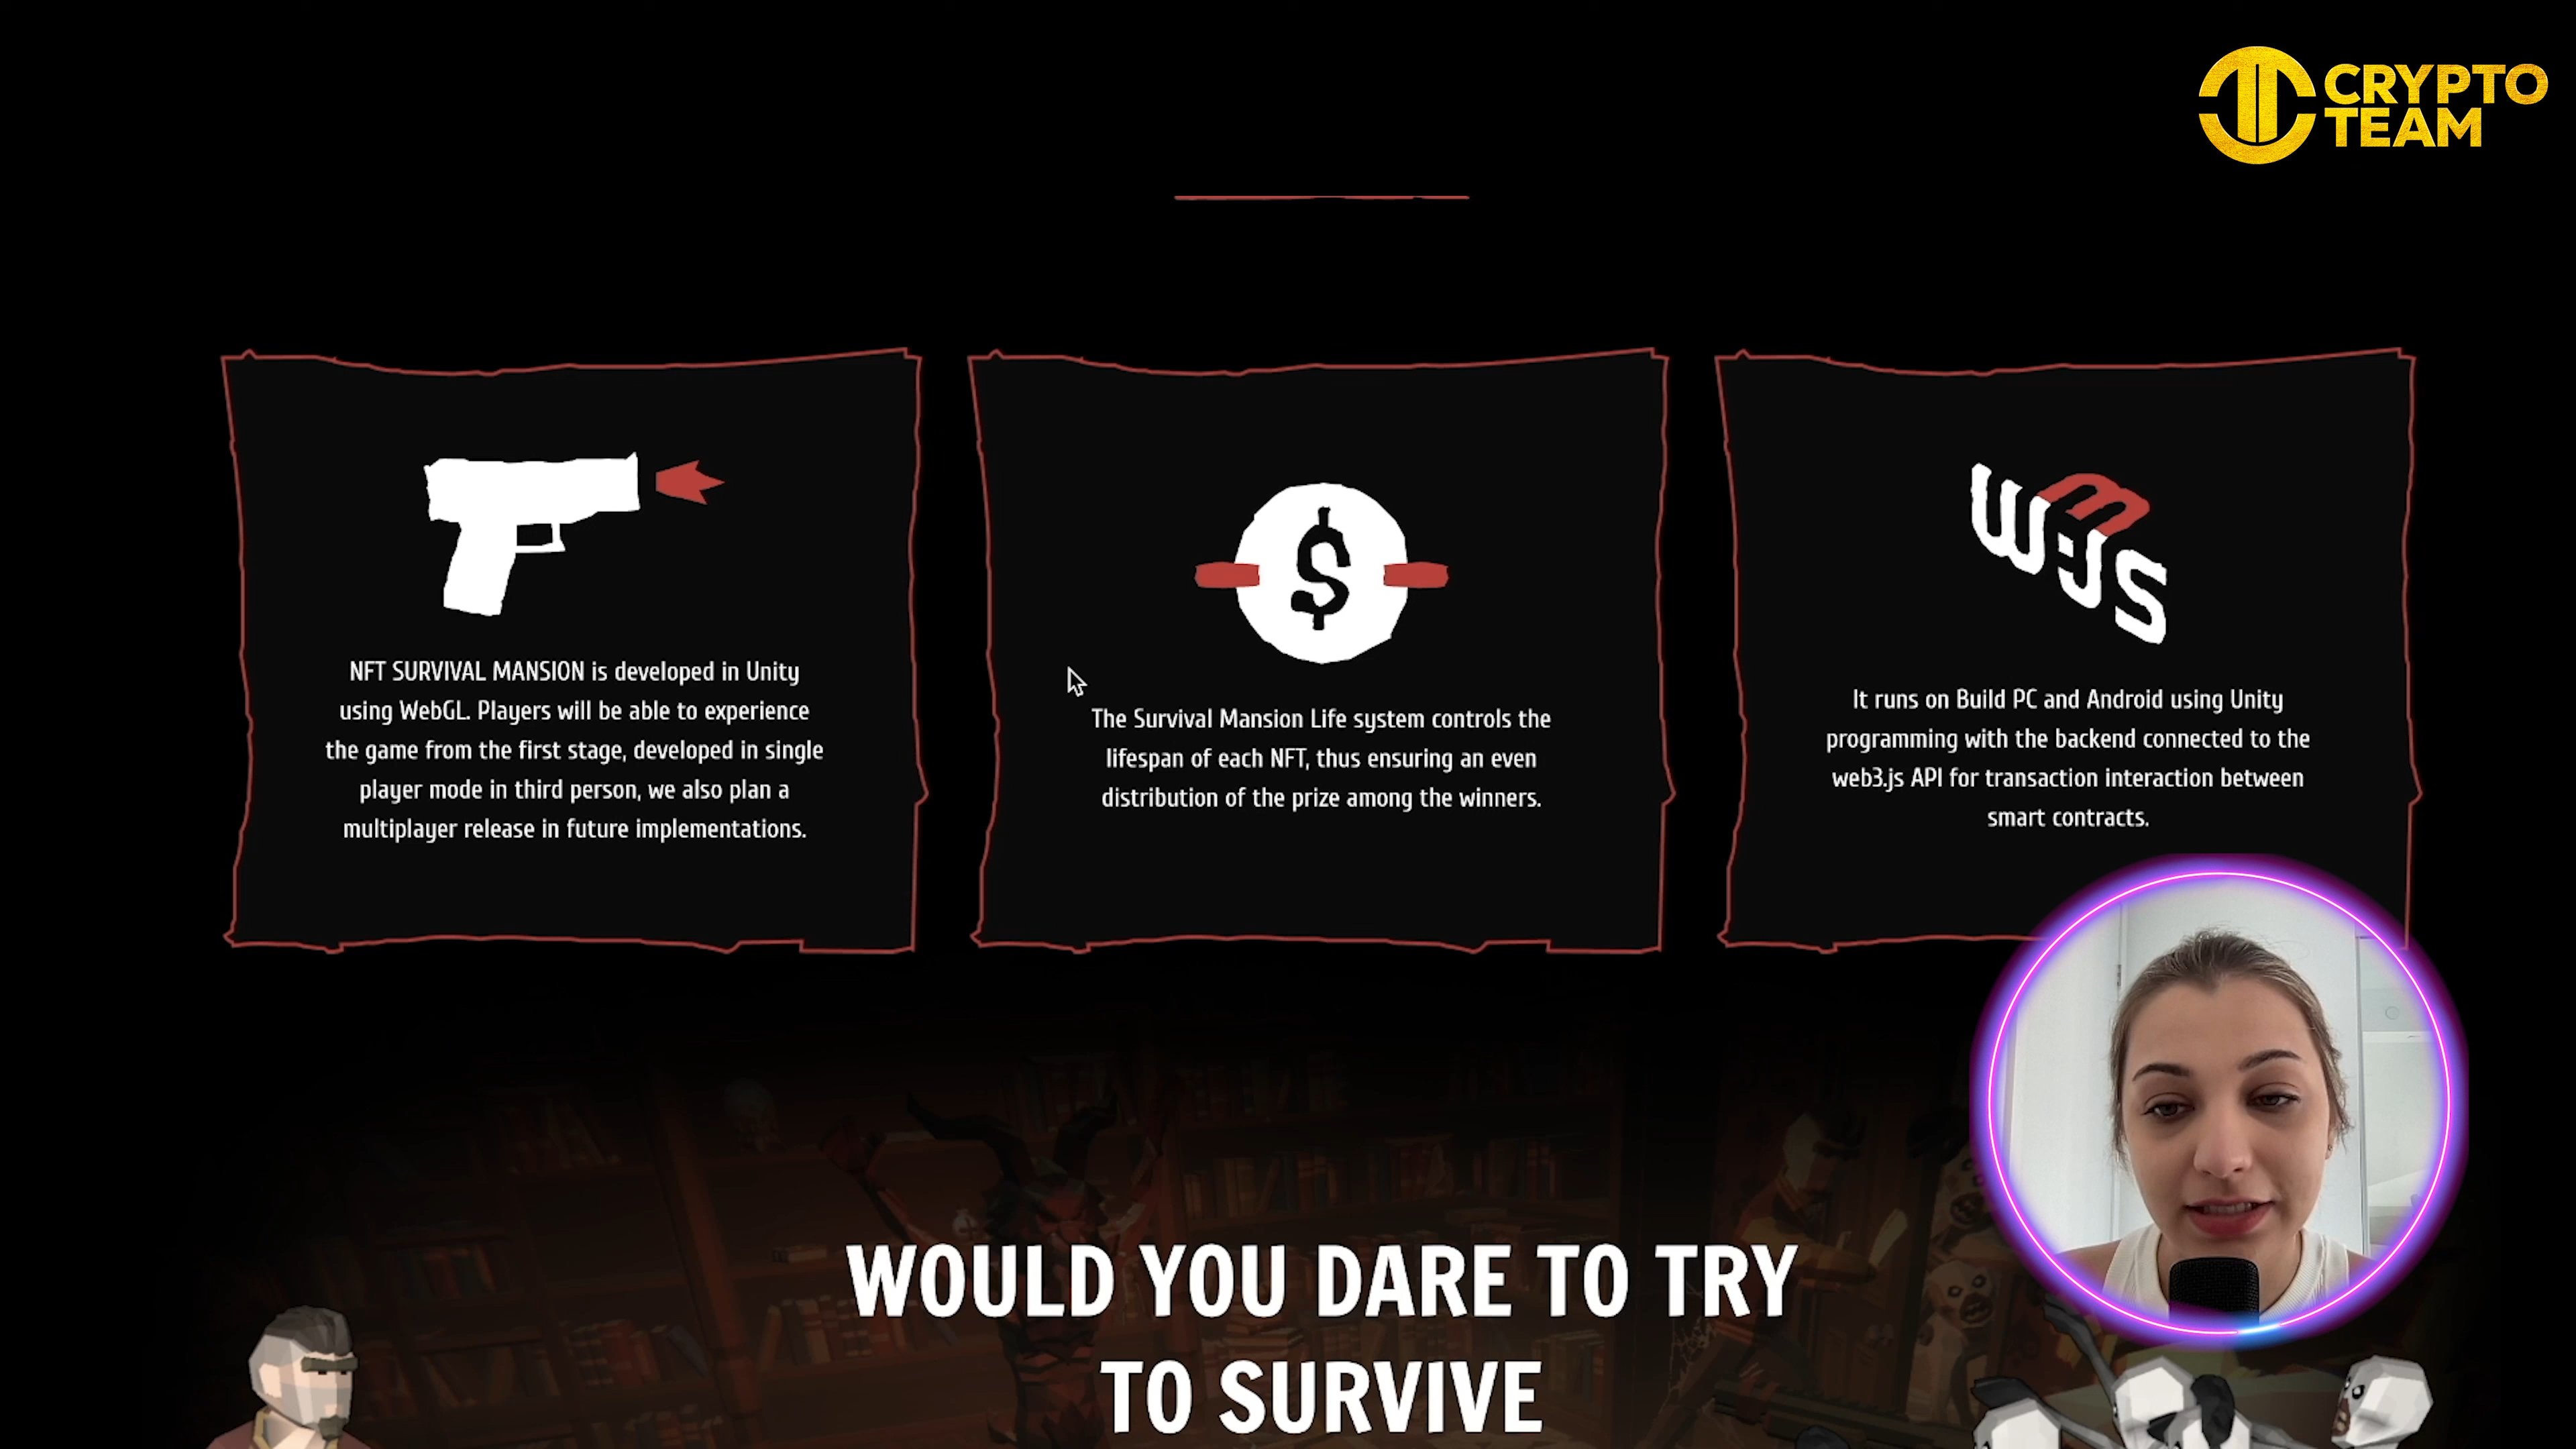 CRYPTO
TEAM
NFT SURVIVAL MANSION is developed in Unity
using WebGL. Players will be able to experience
the game from the first stage, developed in single
player mode in third person, we also plan a
multiplayer release in future implementations.
$
The Survival Mansion Life system controls the
lifespan of each NFT, thus ensuring an even
distribution of the prize among the winners.
W3JS
It runs on Build PC and Android using Unity
programming with the backend connected to the
web3.js API for transaction interaction between
smart contracts.
WOULD YOU DARE TO TRY
TO SURVIVE